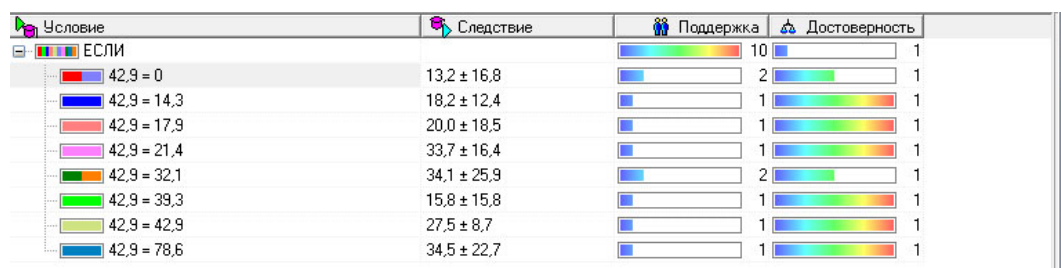 Условие Следствие Поддержка Достоверность
ЕСЛИ 10 1
42,9 = 0 13,2 ± 16,8 2 1
42,9 = 14,3 18,2 ± 12,4 1 1
42,9 = 17,9 20,0 ± 18,5 1 1
42,9 = 21,4 33,7 ± 16,4 1 1
42,9 = 32,1 34,1 ± 25,9 2 1
42,9 = 39,3 15,8 ± 15,8 1 1
42,9 = 42,9 27,5 ± 8,7 1 1
42,9 = 78,6 34,5 ± 22,7 1 1